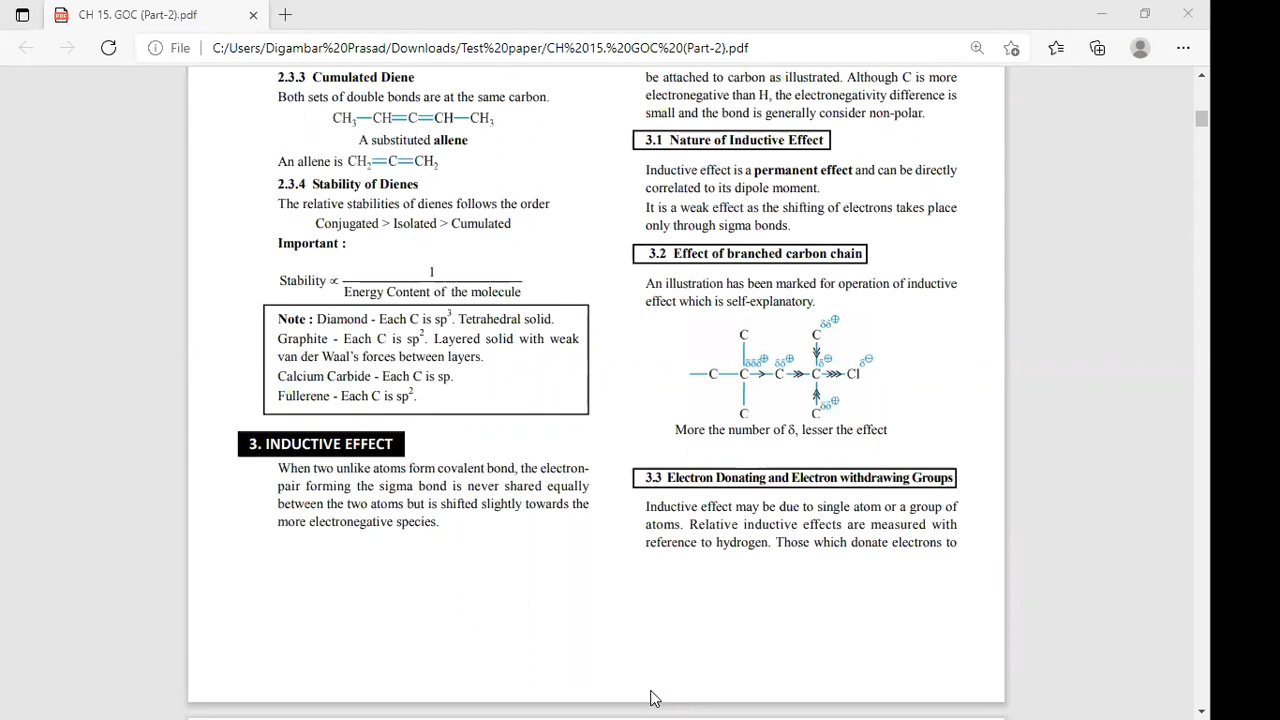 CH 15. GOC (Part-2).pdf
File
C:/Users/Digambar%20Prasad/Downloads/Test%20paper/CH%2015.%20GOC%20(Part-2).pdf
2.3.3 Cumulated Diene
Both sets of double bonds are at the same carbon.
CH₃—CH=C=CH—CH₃
A substituted allene
An allene is CH₂=C=CH₂
2.3.4 Stability of Dienes
The relative stabilities of dienes follows the order
Conjugated > Isolated > Cumulated
Important :
Stability ∝ 1
Energy Content of the molecule
Note : Diamond - Each C is sp³. Tetrahedral solid.
Graphite - Each C is sp². Layered solid with weak
van der Waal's forces between layers.
Calcium Carbide - Each C is sp.
Fullerene - Each C is sp².
3. INDUCTIVE EFFECT
When two unlike atoms form covalent bond, the electron-
pair forming the sigma bond is never shared equally
between the two atoms but is shifted slightly towards the
more electronegative species.
be attached to carbon as illustrated. Although C is more
electronegative than H, the electronegativity difference is
small and the bond is generally consider non-polar.
3.1 Nature of Inductive Effect
Inductive effect is a permanent effect and can be directly
correlated to its dipole moment.
It is a weak effect as the shifting of electrons takes place
only through sigma bonds.
3.2 Effect of branched carbon chain
An illustration has been marked for operation of inductive
effect which is self-explanatory.
δδ⊕
C C
δδδ⊕ δδ⊕ δ⊕ δ⊖
C C C C Cl
C C δδ⊕
More the number of δ, lesser the effect
3.3 Electron Donating and Electron withdrawing Groups
Inductive effect may be due to single atom or a group of
atoms. Relative inductive effects are measured with
reference to hydrogen. Those which donate electrons to